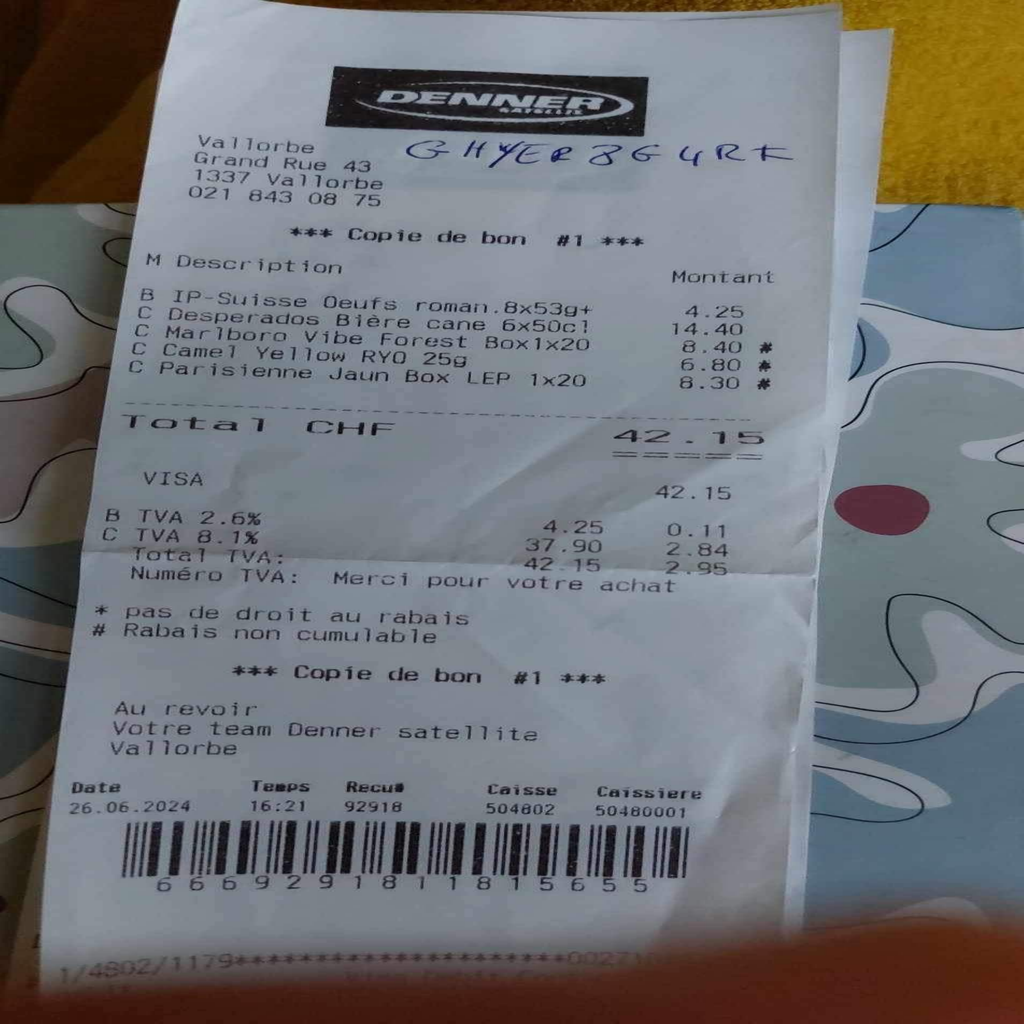 DENNER
SATELLITE
Vallorbe
Grand Rue 43
1337 Vallorbe
021 843 08 75
GHYER8G4RK
*** Copie de bon #1 ***
M Description Montant
B IP-Suisse Oeufs roman.8x53g+ 4.25
C Desperados Bière cane 6x50cl 14.40
C Marlboro Vibe Forest Box1x20 8.40 *
C Camel Yellow RYO 25g 6.80 *
C Parisienne Jaun Box LEP 1x20 8.30 *
Total CHF 42.15
VISA 42.15
B TVA 2.6% 4.25 0.11
C TVA 8.1% 37.90 2.84
Total TVA: 42.15 2.95
Numéro TVA: Merci pour votre achat
* pas de droit au rabais
# Rabais non cumulable
*** Copie de bon #1 ***
Au revoir
Votre team Denner satellite
Vallorbe
Date Temps Recu# Caisse Caissiere
26.06.2024 16:21 92918 504802 50480001
6669291811815655